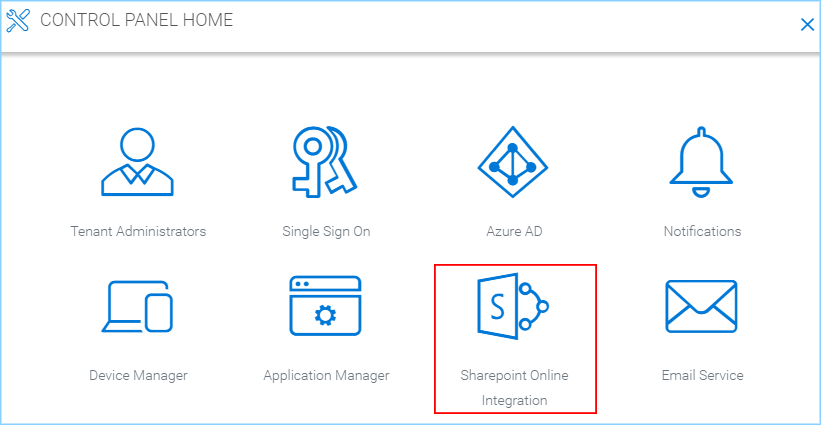 CONTROL PANEL HOME
Tenant Administrators
Single Sign On
Azure AD
Notifications
S
Device Manager
Application Manager
Sharepoint Online
Integration
Email Service